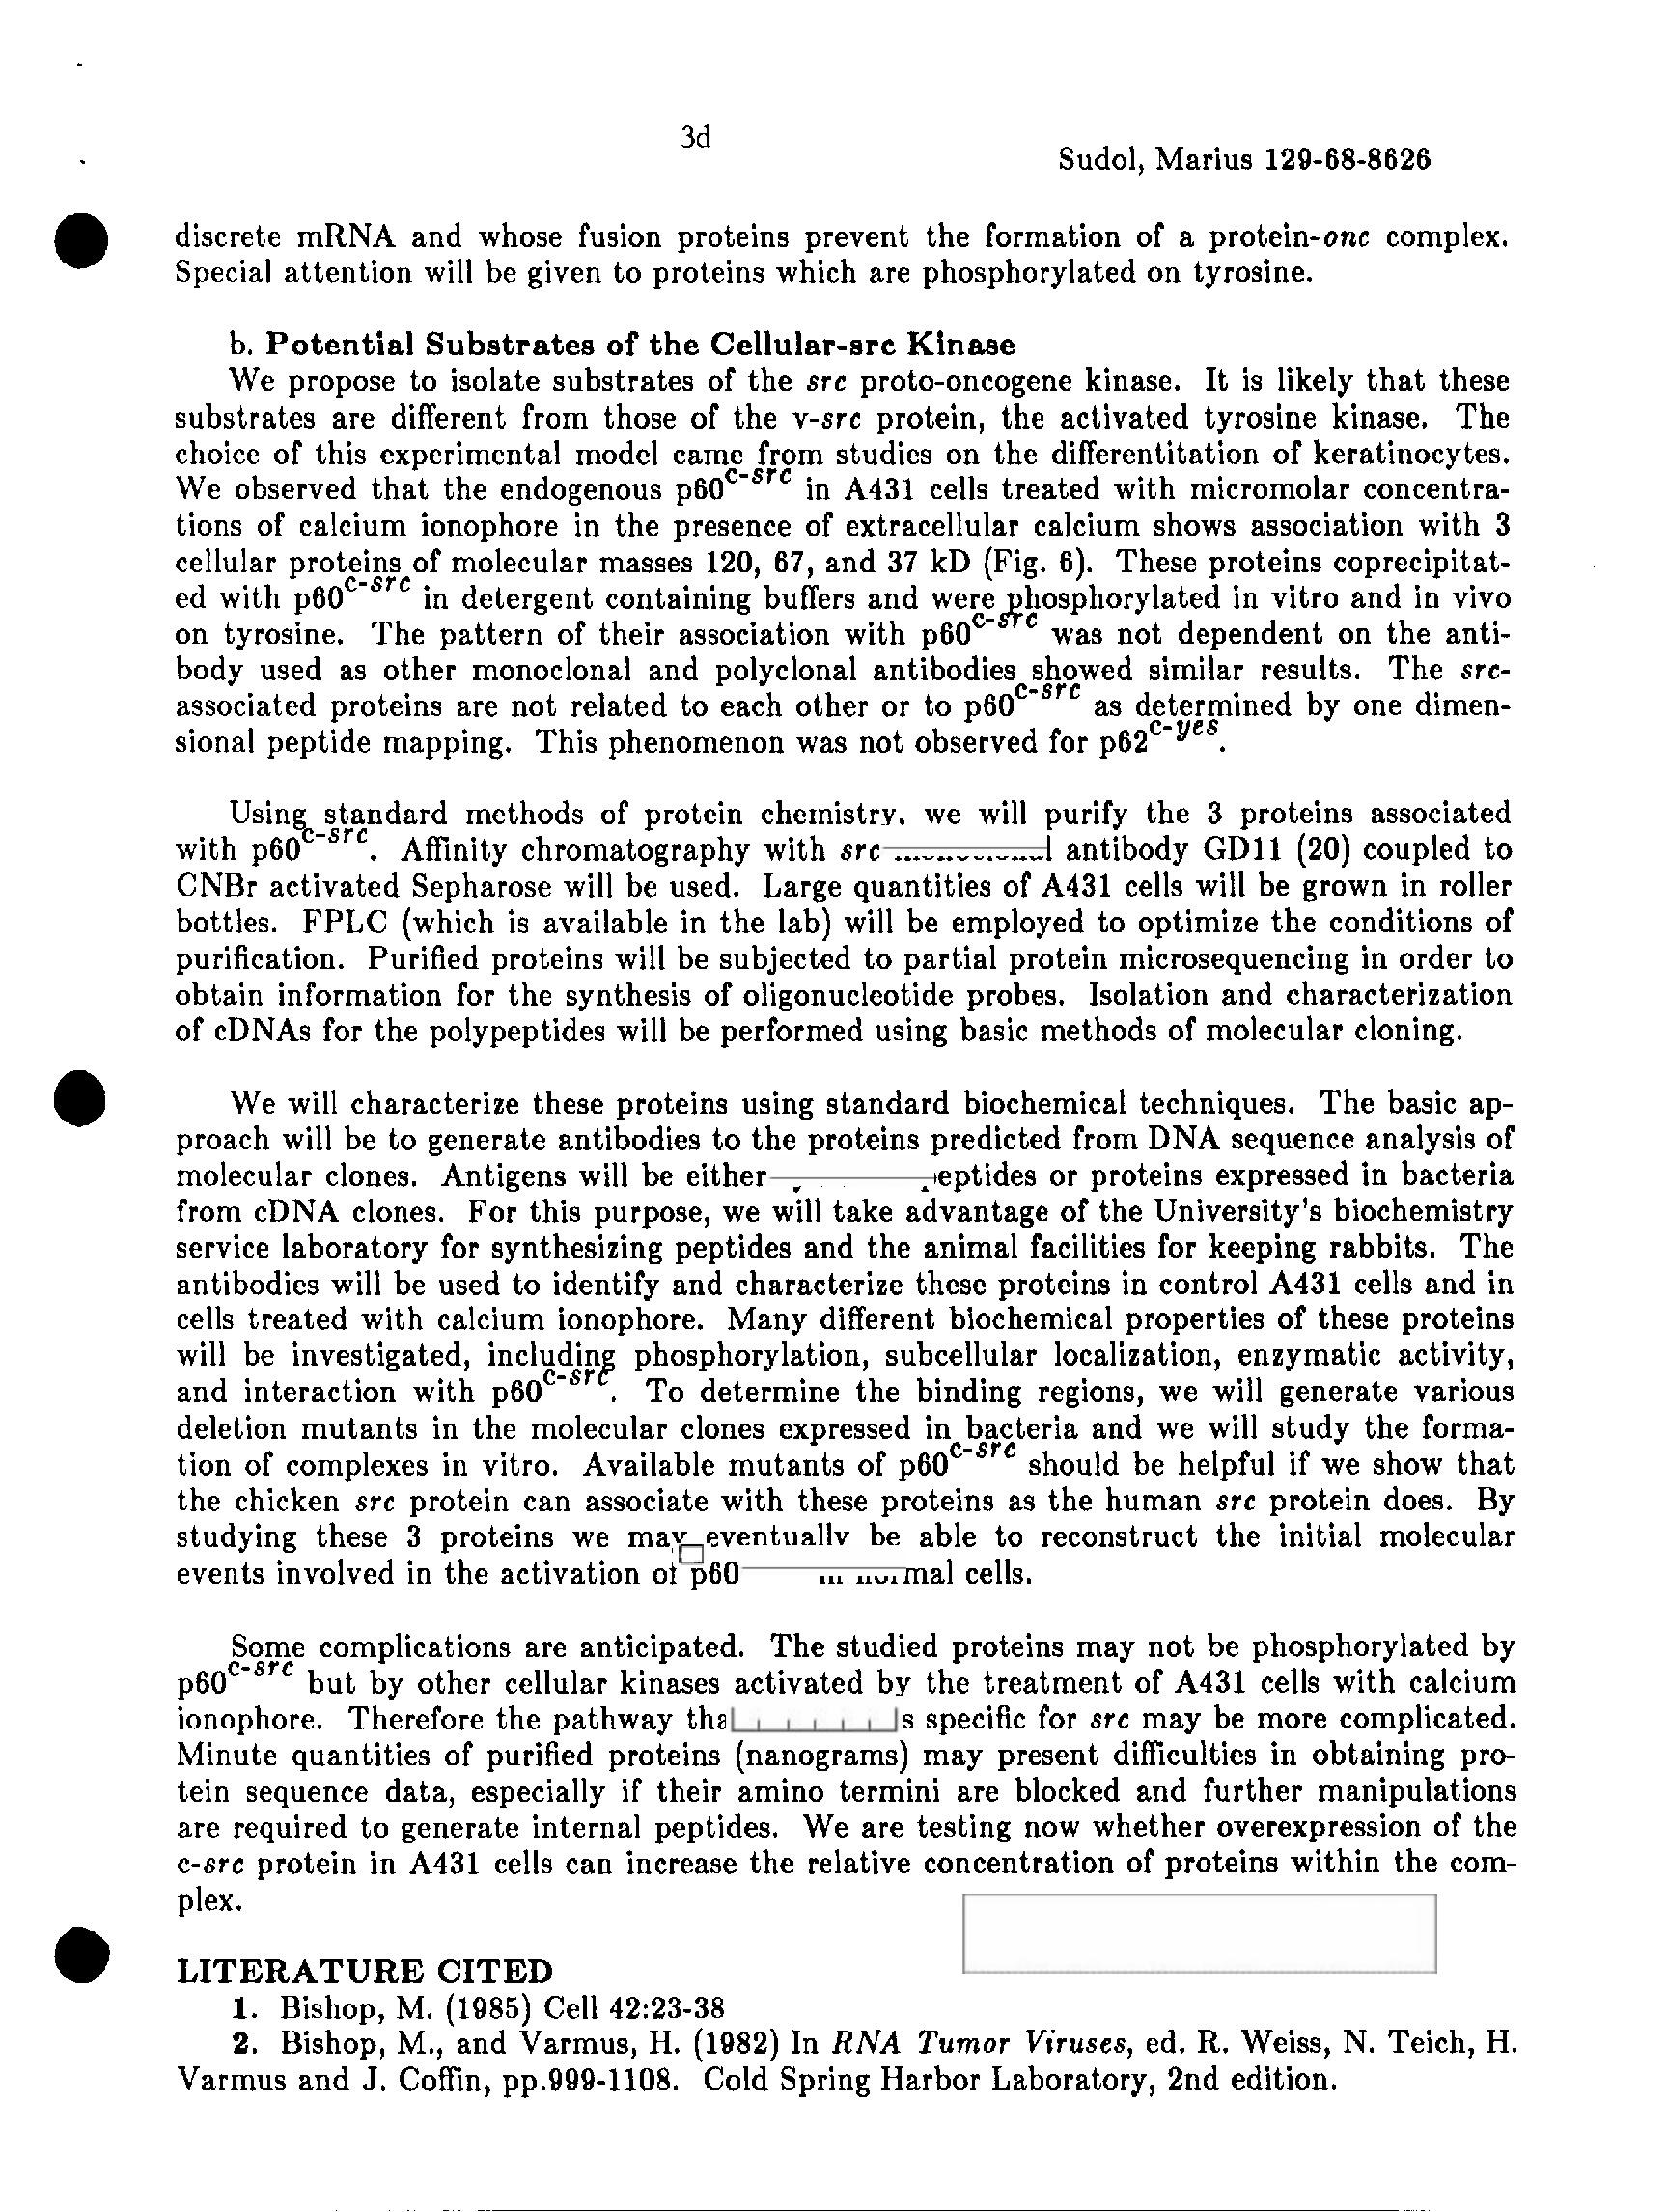 3d
Sudol, Marius 129-68-8626
discrete mRNA and whose fusion proteins prevent the formation of a protein-onc complex.
Special attention will be given to proteins which are phosphorylated on tyrosine.
b. Potential Substrates of the Cellular-src Kinase
We propose to isolate substrates of the src proto-oncogene kinase. It is likely that these
substrates are different from those of the v-src protein, the activated tyrosine kinase. The
choice of this experimental model came from studies on the differentitation of keratinocytes.
We observed that the endogenous p60c-src in A431 cells treated with micromolar concentra-
tions of calcium ionophore in the presence of extracellular calcium shows association with 3
cellular proteins of molecular masses 120, 67, and 37 kD (Fig. 6). These proteins coprecipitat-
ed with p60c-src in detergent containing buffers and were phosphorylated in vitro and in vivo
on tyrosine. The pattern of their association with p60c-src was not dependent on the anti-
body used as other monoclonal and polyclonal antibodies showed similar results. The src-
associated proteins are not related to each other or to p60c-src as determined by one dimen-
sional peptide mapping. This phenomenon was not observed for p62c-yes.
Using standard methods of protein chemistry, we will purify the 3 proteins associated
with p60c-src. Affinity chromatography with src antibody GD11 (20) coupled to
CNBr activated Sepharose will be used. Large quantities of A431 cells will be grown in roller
bottles. FPLC (which is available in the lab) will be employed to optimize the conditions of
purification. Purified proteins will be subjected to partial protein microsequencing in order to
obtain information for the synthesis of oligonucleotide probes. Isolation and characterization
of cDNAs for the polypeptides will be performed using basic methods of molecular cloning.
We will characterize these proteins using standard biochemical techniques. The basic ap-
proach will be to generate antibodies to the proteins predicted from DNA sequence analysis of
molecular clones. Antigens will be either eptides or proteins expressed in bacteria
from cDNA clones. For this purpose, we will take advantage of the University's biochemistry
service laboratory for synthesizing peptides and the animal facilities for keeping rabbits. The
antibodies will be used to identify and characterize these proteins in control A431 cells and in
cells treated with calcium ionophore. Many different biochemical properties of these proteins
will be investigated, including phosphorylation, subcellular localization, enzymatic activity,
and interaction with p60c-src. To determine the binding regions, we will generate various
deletion mutants in the molecular clones expressed in bacteria and we will study the forma-
tion of complexes in vitro. Available mutants of p60c-src should be helpful if we show that
the chicken src protein can associate with these proteins as the human src protein does. By
studying these 3 proteins we may eventually be able to reconstruct the initial molecular
events involved in the activation of p60 mal cells.
Some complications are anticipated. The studied proteins may not be phosphorylated by
p60c-src but by other cellular kinases activated by the treatment of A431 cells with calcium
ionophore. Therefore the pathway tha s specific for src may be more complicated.
Minute quantities of purified proteins (nanograms) may present difficulties in obtaining pro-
tein sequence data, especially if their amino termini are blocked and further manipulations
are required to generate internal peptides. We are testing now whether overexpression of the
c-src protein in A431 cells can increase the relative concentration of proteins within the com-
plex.
LITERATURE CITED
1. Bishop, M. (1985) Cell 42:23-38
2. Bishop, M., and Varmus, H. (1982) In RNA Tumor Viruses, ed. R. Weiss, N. Teich, H.
Varmus and J. Coffin, pp.999-1108. Cold Spring Harbor Laboratory, 2nd edition.